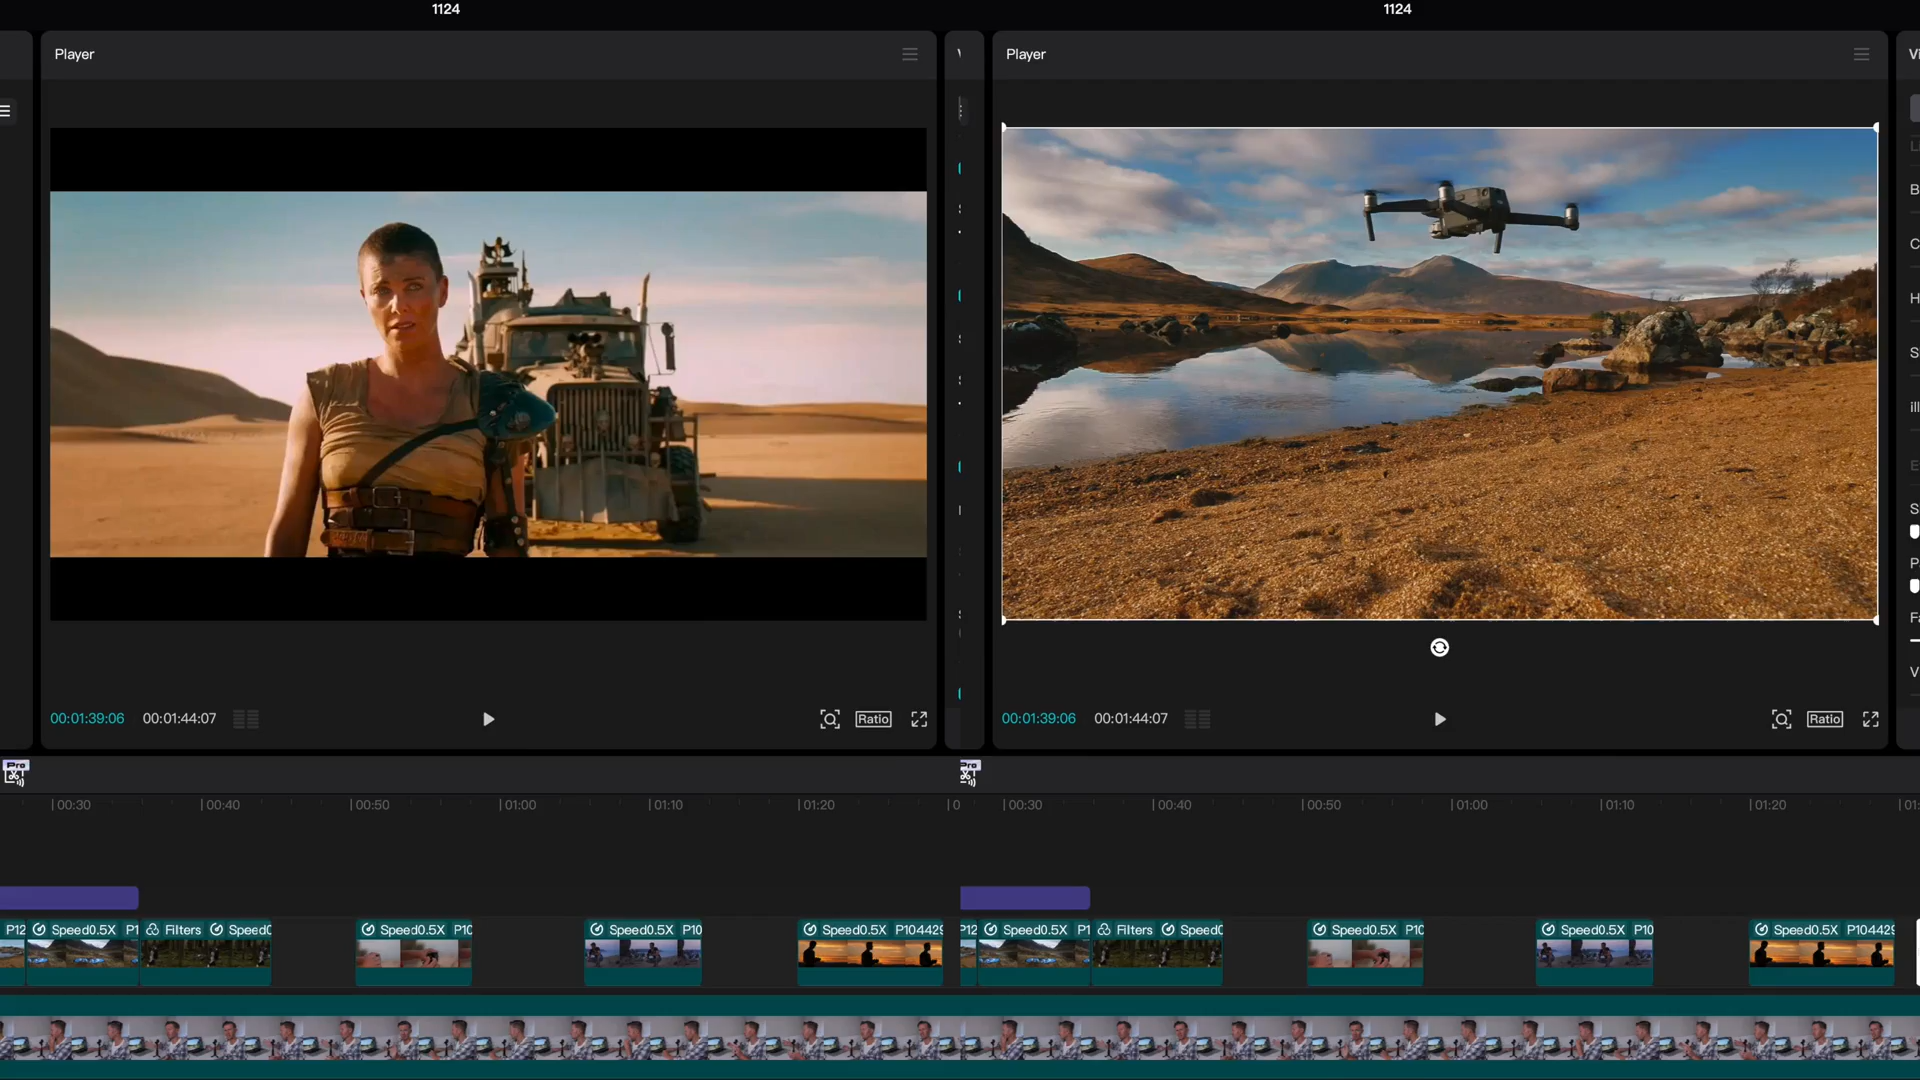 1124
1124
Player
Player
00:01:39:06 00:01:44:07
Ratio
00:01:39:06 00:01:44:07
Ratio
Pro
Pro
00:30 00:40 00:50 01:00 01:10 01:20 0
00:30 00:40 00:50 01:00 01:10 01:20 01:
P12 Speed0.5X P1 Filters Speed0 Speed0.5X P10 Speed0.5X P10 Speed0.5X P104429
P12 Speed0.5X P1 Filters Speed0 Speed0.5X P10 Speed0.5X P10 Speed0.5X P104429